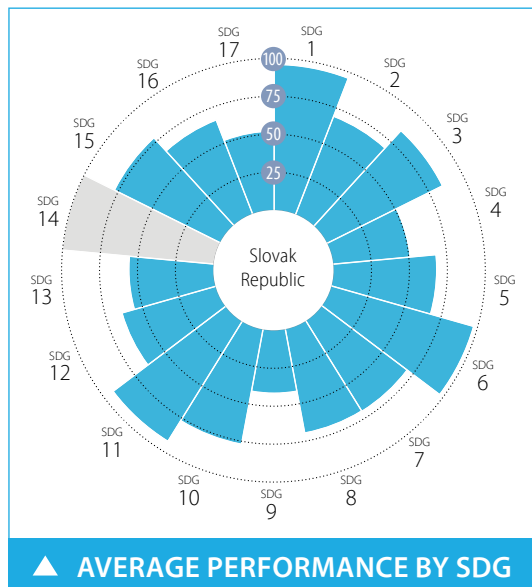 100
75
50
25
SDG
1
SDG
2
SDG
3
SDG
4
SDG
5
SDG
6
SDG
7
SDG
8
SDG
9
SDG
10
SDG
11
SDG
12
SDG
13
SDG
14
SDG
15
SDG
16
SDG
17
Slovak
Republic
▲ AVERAGE PERFORMANCE BY SDG